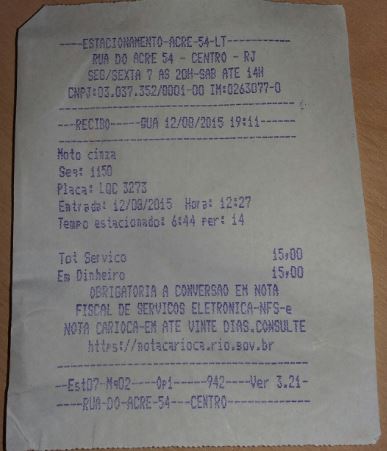 ----ESTACIONAMENTO-ACRE-54-LT------------
RUA DO ACRE 54 - CENTRO - RJ
SEG/SEXTA 7 AS 20H-SAB ATE 14H
CNPJ:03.037.352/0001-00 IM:0263077-0
---RECIBO------QUA 12/08/2015 19:11------
Moto cinza
Seq: 1150
Placa: LQC 3273
Entrada: 12/08/2015 Hora: 12:27
Tempo estacionado: 6:44 per: 14
Tot Servico 15,00
Em Dinheiro 15,00
OBRIGATORIA A CONVERSAO EM NOTA
FISCAL DE SERVICOS ELETRONICA-NFS-e
NOTA CARIOCA-EM ATE VINTE DIAS.CONSULTE
https://notacarioca.rio.gov.br
--Est07-Mq02----Op1-----942----Ver 3.21-
----RUA-DO-ACRE-54---CENTRO--------------